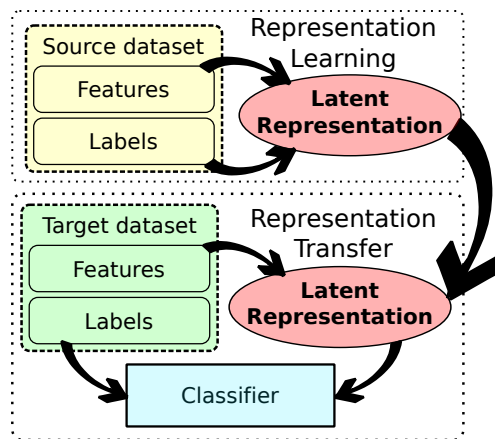 Source dataset
Features
Labels
Representation
Learning
Latent
Representation
Target dataset
Features
Labels
Representation
Transfer
Latent
Representation
Classifier